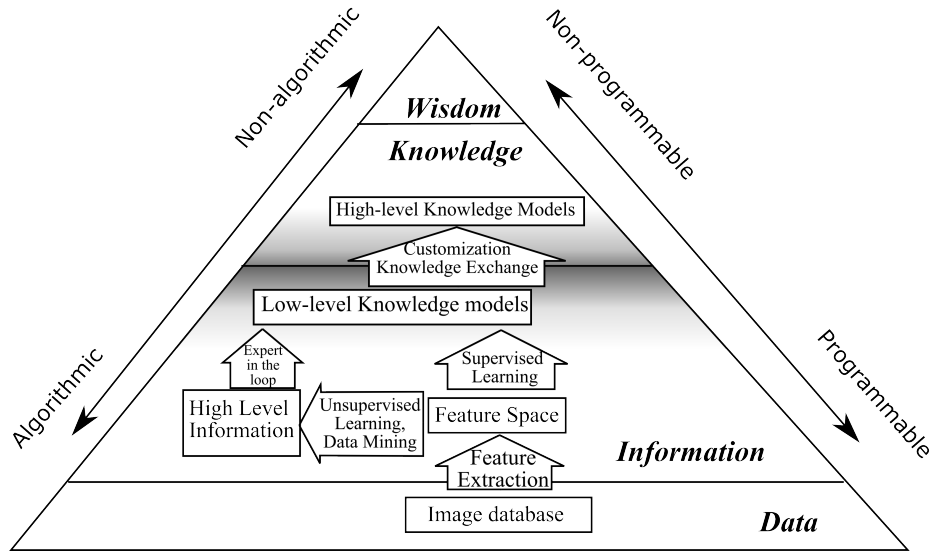 Non-algorithmic
Non-programmable
Wisdom
Knowledge
High-level Knowledge Models
Customization
Knowledge Exchange
Low-level Knowledge models
Expert
in the
loop
Supervised
Learning
Algorithmic
Programmable
High Level
Information
Unsupervised
Learning,
Data Mining
Feature Space
Information
Feature
Extraction
Image database
Data